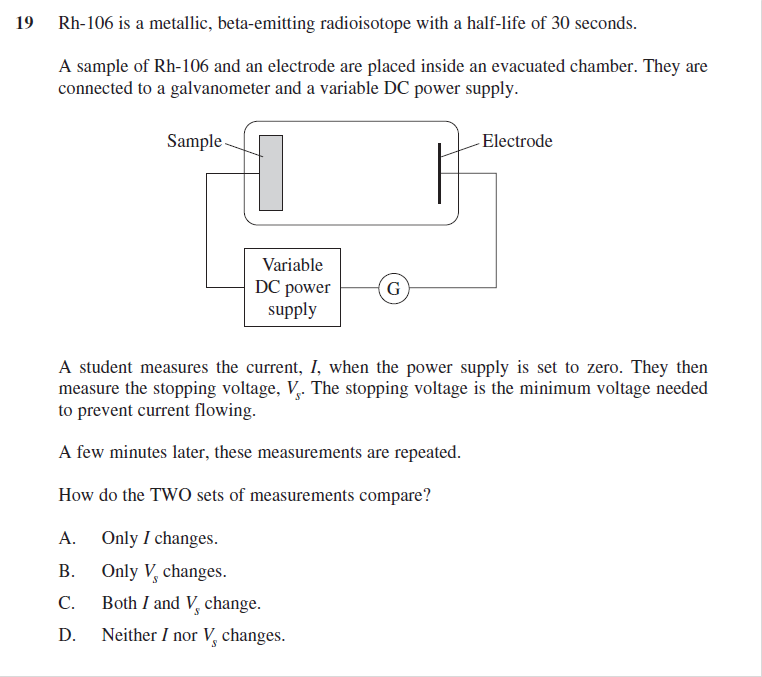 19 Rh-106 is a metallic, beta-emitting radioisotope with a half-life of 30 seconds.
A sample of Rh-106 and an electrode are placed inside an evacuated chamber. They are
connected to a galvanometer and a variable DC power supply.
Sample
Electrode
Variable
DC power
supply
G
A student measures the current, I, when the power supply is set to zero. They then
measure the stopping voltage, Vs. The stopping voltage is the minimum voltage needed
to prevent current flowing.
A few minutes later, these measurements are repeated.
How do the TWO sets of measurements compare?
A. Only I changes.
B. Only Vs changes.
C. Both I and Vs change.
D. Neither I nor Vs changes.